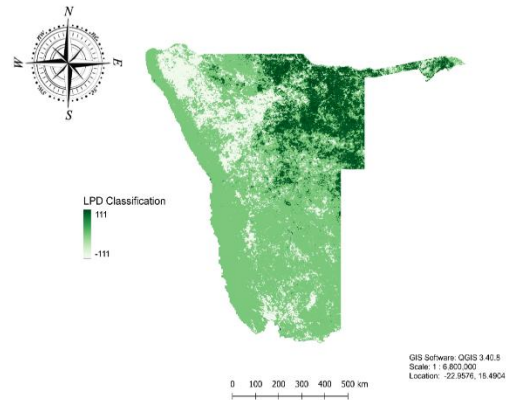 N
W
E
S
LPD Classification
111
-111
GIS Software: QGIS 3.40.8
Scale: 1 : 6,800,000
Location: -22.9576, 18.4904
0 100 200 300 400 500 km